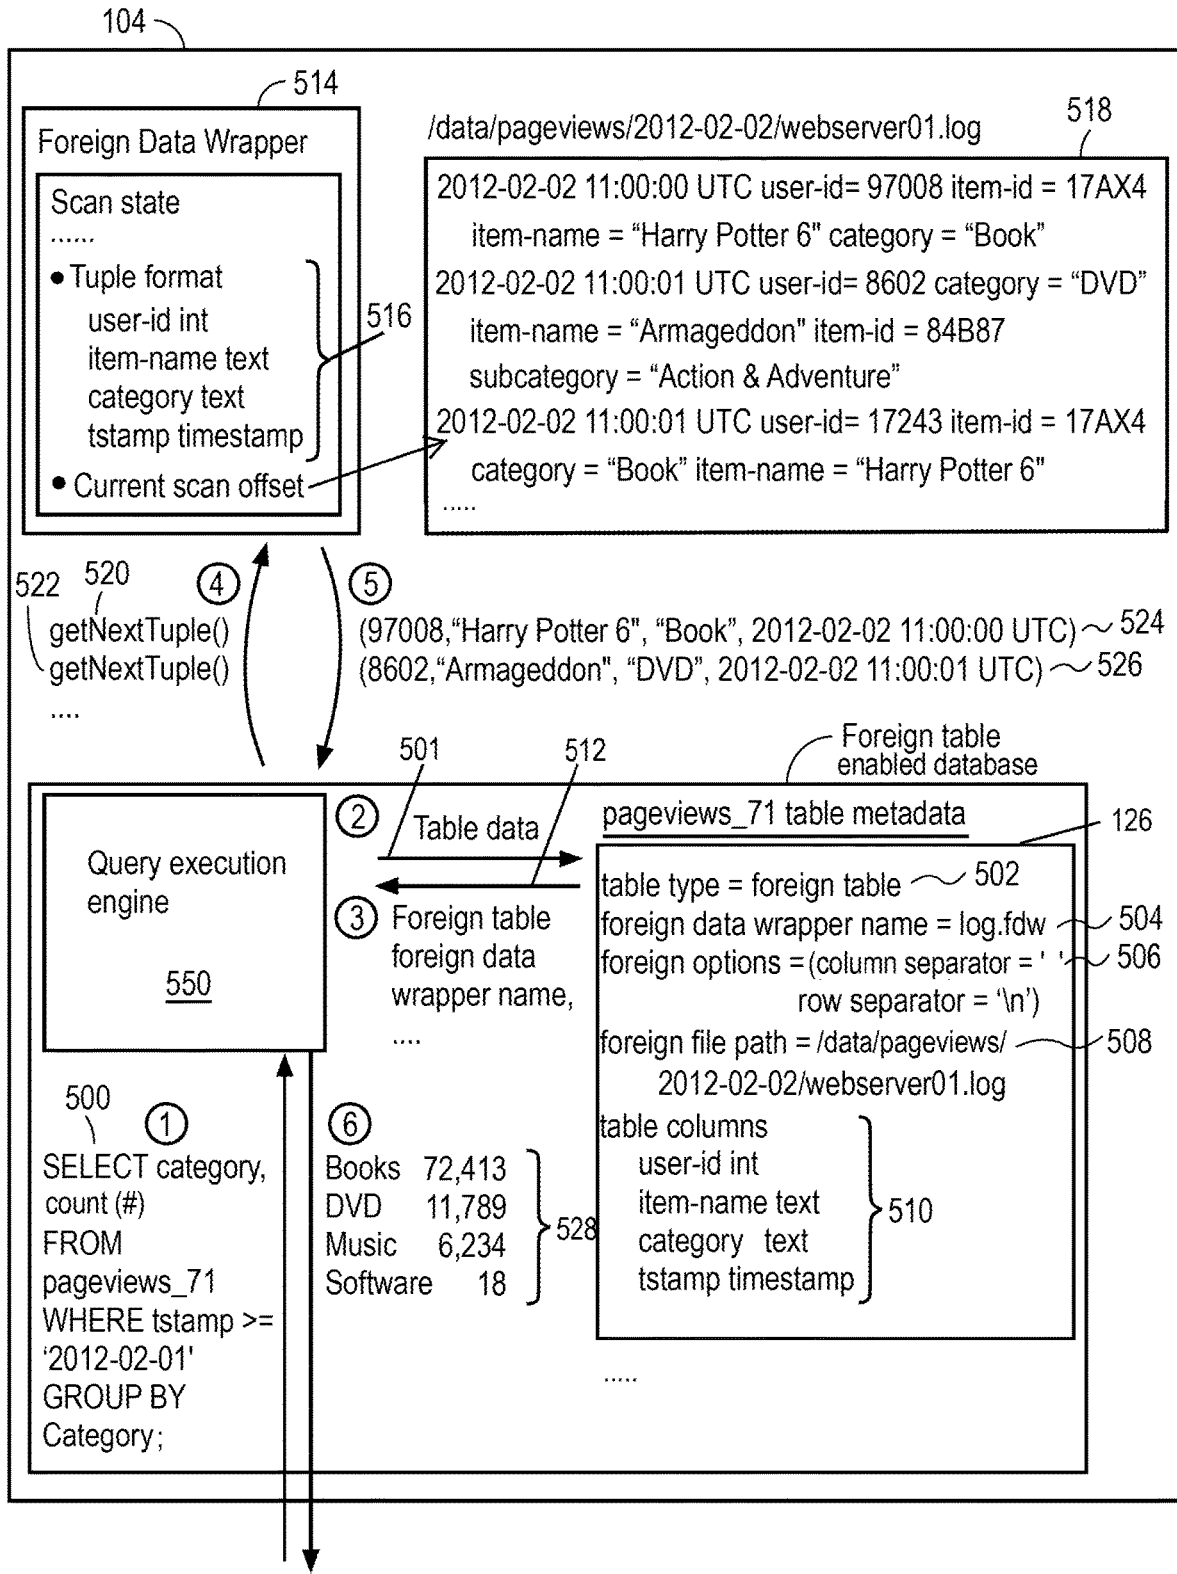 104
514
Foreign Data Wrapper
Scan state
......
● Tuple format
user-id int
item-name text
category text
tstamp timestamp
516
● Current scan offset
/data/pageviews/2012-02-02/webserver01.log
518
2012-02-02 11:00:00 UTC user-id= 97008 item-id = 17AX4
item-name = “Harry Potter 6" category = “Book”
2012-02-02 11:00:01 UTC user-id= 8602 category = “DVD”
item-name = “Armageddon" item-id = 84B87
subcategory = “Action & Adventure”
2012-02-02 11:00:01 UTC user-id= 17243 item-id = 17AX4
category = “Book” item-name = “Harry Potter 6"
.....
522 520
④ ⑤
getNextTuple()
getNextTuple()
....
(97008,“Harry Potter 6", “Book”, 2012-02-02 11:00:00 UTC) 524
(8602,“Armageddon", “DVD”, 2012-02-02 11:00:01 UTC) 526
Foreign table
enabled database
501 512
Query execution
engine
550
② Table data
③ Foreign table
foreign data
wrapper name,
....
pageviews_71 table metadata
126
table type = foreign table 502
foreign data wrapper name = log.fdw 504
foreign options = (column separator = ' ' 506
row separator = ‘\n’)
foreign file path = /data/pageviews/ 508
2012-02-02/webserver01.log
table columns
user-id int
item-name text
category text
tstamp timestamp
510
.....
500 ①
SELECT category,
count (#)
FROM
pageviews_71
WHERE tstamp >=
‘2012-02-01'
GROUP BY
Category;
⑥
Books 72,413
DVD 11,789
Music 6,234
Software 18
528